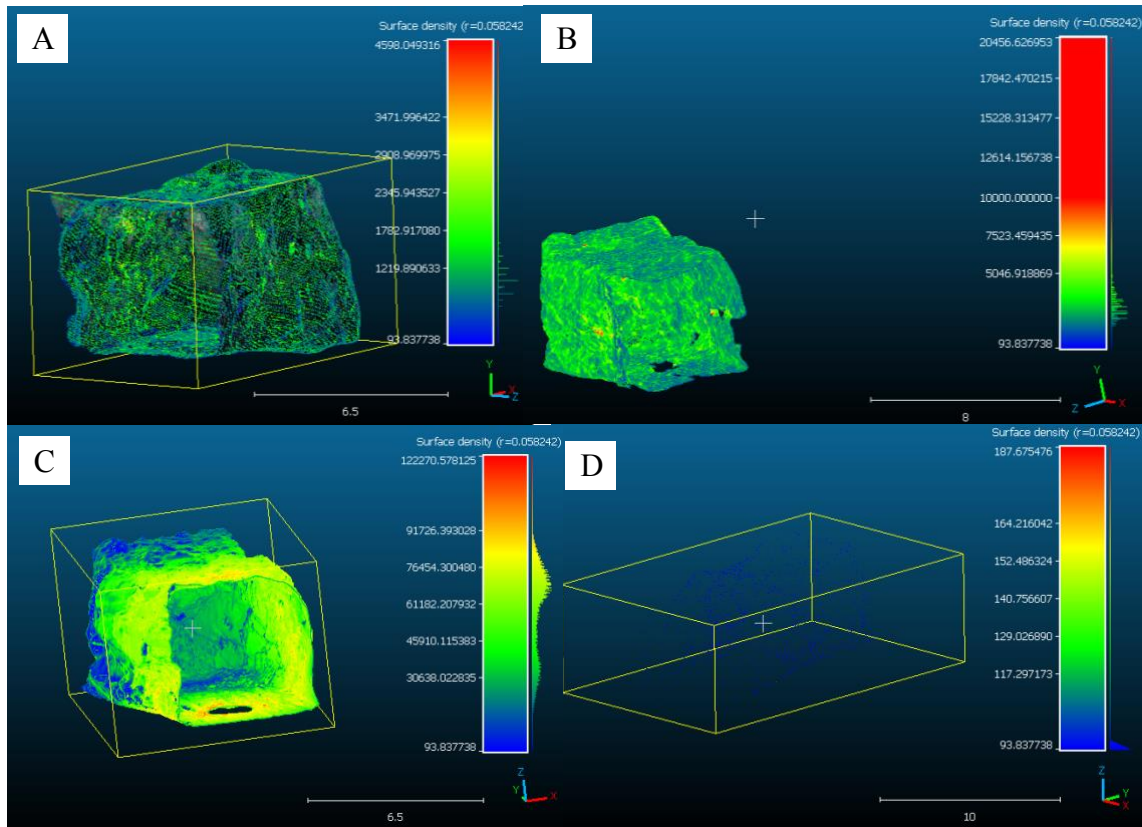 A
Surface density (r=0.058242)
4598.049316
3471.996422
2908.969975
2345.943527
1782.917080
1219.890633
93.837738
Y
X
Z
6.5
B
Surface density (r=0.058242)
20456.626953
17842.470215
15228.313477
12614.156738
10000.000000
7523.459435
5046.918869
93.837738
Y
Z
X
8
C
Surface density (r=0.058242)
122270.578125
91726.393028
76454.300480
61182.207932
45910.115383
30638.022835
93.837738
Z
Y
X
6.5
D
Surface density (r=0.058242)
187.675476
164.216042
152.486324
140.756607
129.026890
117.297173
93.837738
Z
Y
X
10